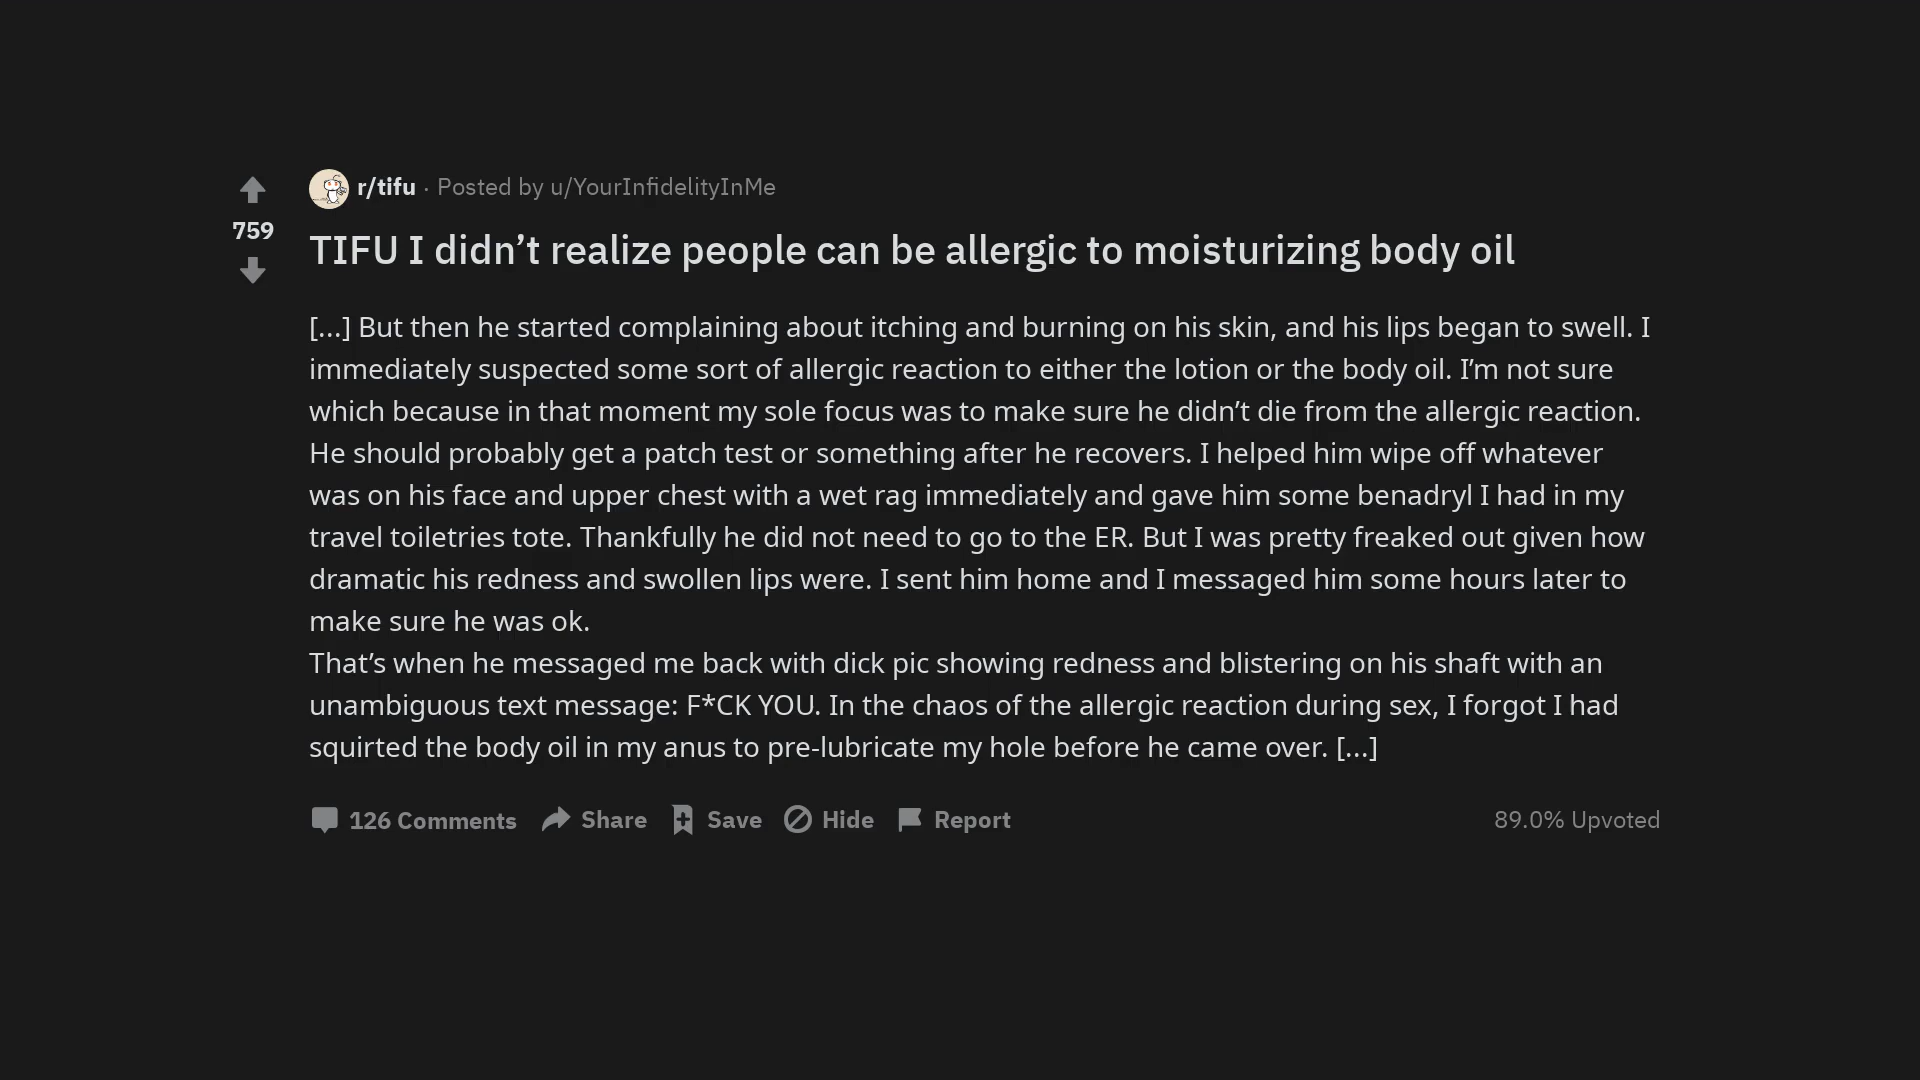 r/tifu · Posted by u/YourInfidelityInMe
759
TIFU I didn’t realize people can be allergic to moisturizing body oil
[...] But then he started complaining about itching and burning on his skin, and his lips began to swell. I
immediately suspected some sort of allergic reaction to either the lotion or the body oil. I’m not sure
which because in that moment my sole focus was to make sure he didn’t die from the allergic reaction.
He should probably get a patch test or something after he recovers. I helped him wipe off whatever
was on his face and upper chest with a wet rag immediately and gave him some benadryl I had in my
travel toiletries tote. Thankfully he did not need to go to the ER. But I was pretty freaked out given how
dramatic his redness and swollen lips were. I sent him home and I messaged him some hours later to
make sure he was ok.
That’s when he messaged me back with dick pic showing redness and blistering on his shaft with an
unambiguous text message: F*CK YOU. In the chaos of the allergic reaction during sex, I forgot I had
squirted the body oil in my anus to pre-lubricate my hole before he came over. [...]
126 Comments Share Save Hide Report 89.0% Upvoted